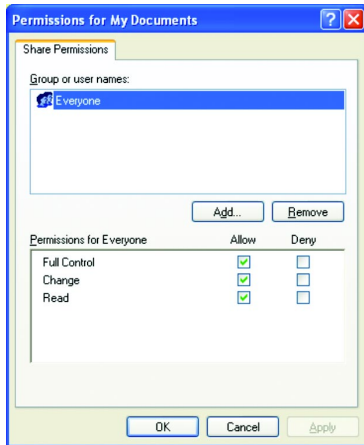 Permissions for My Documents
Share Permissions
Group or user names:
Everyone
Add... Remove
Permissions for Everyone Allow Deny
Full Control
Change
Read
OK Cancel Apply